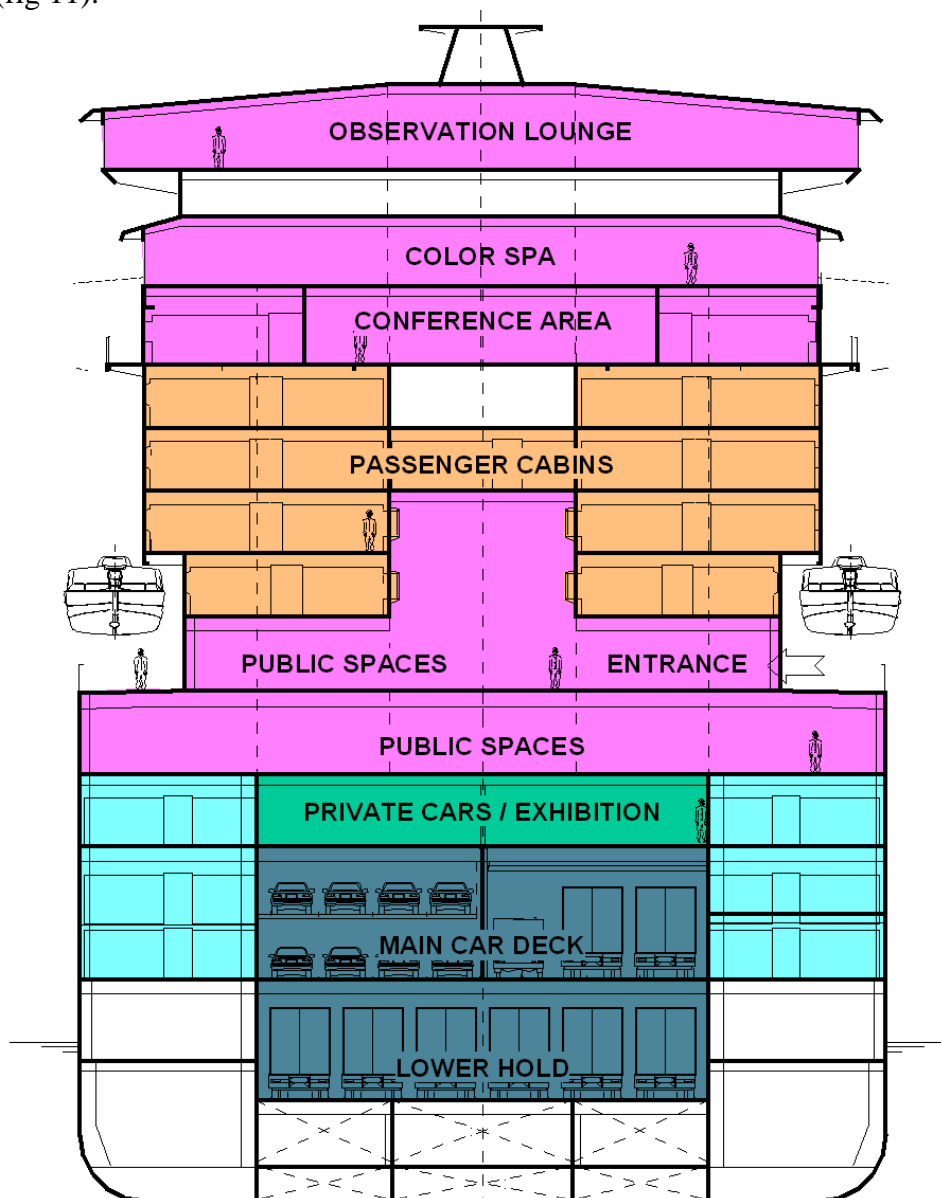 (fig 11).
OBSERVATION LOUNGE
COLOR SPA
CONFERENCE AREA
PASSENGER CABINS
PUBLIC SPACES ENTRANCE
PUBLIC SPACES
PRIVATE CARS / EXHIBITION
MAIN CAR DECK
LOWER HOLD